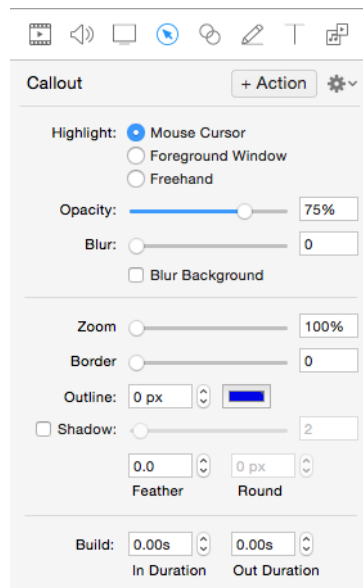 Callout + Action
Highlight: Mouse Cursor
Foreground Window
Freehand
Opacity: 75%
Blur: 0
Blur Background
Zoom 100%
Border 0
Outline: 0 px
Shadow: 2
0.0 0 px
Feather Round
Build: 0.00s 0.00s
In Duration Out Duration